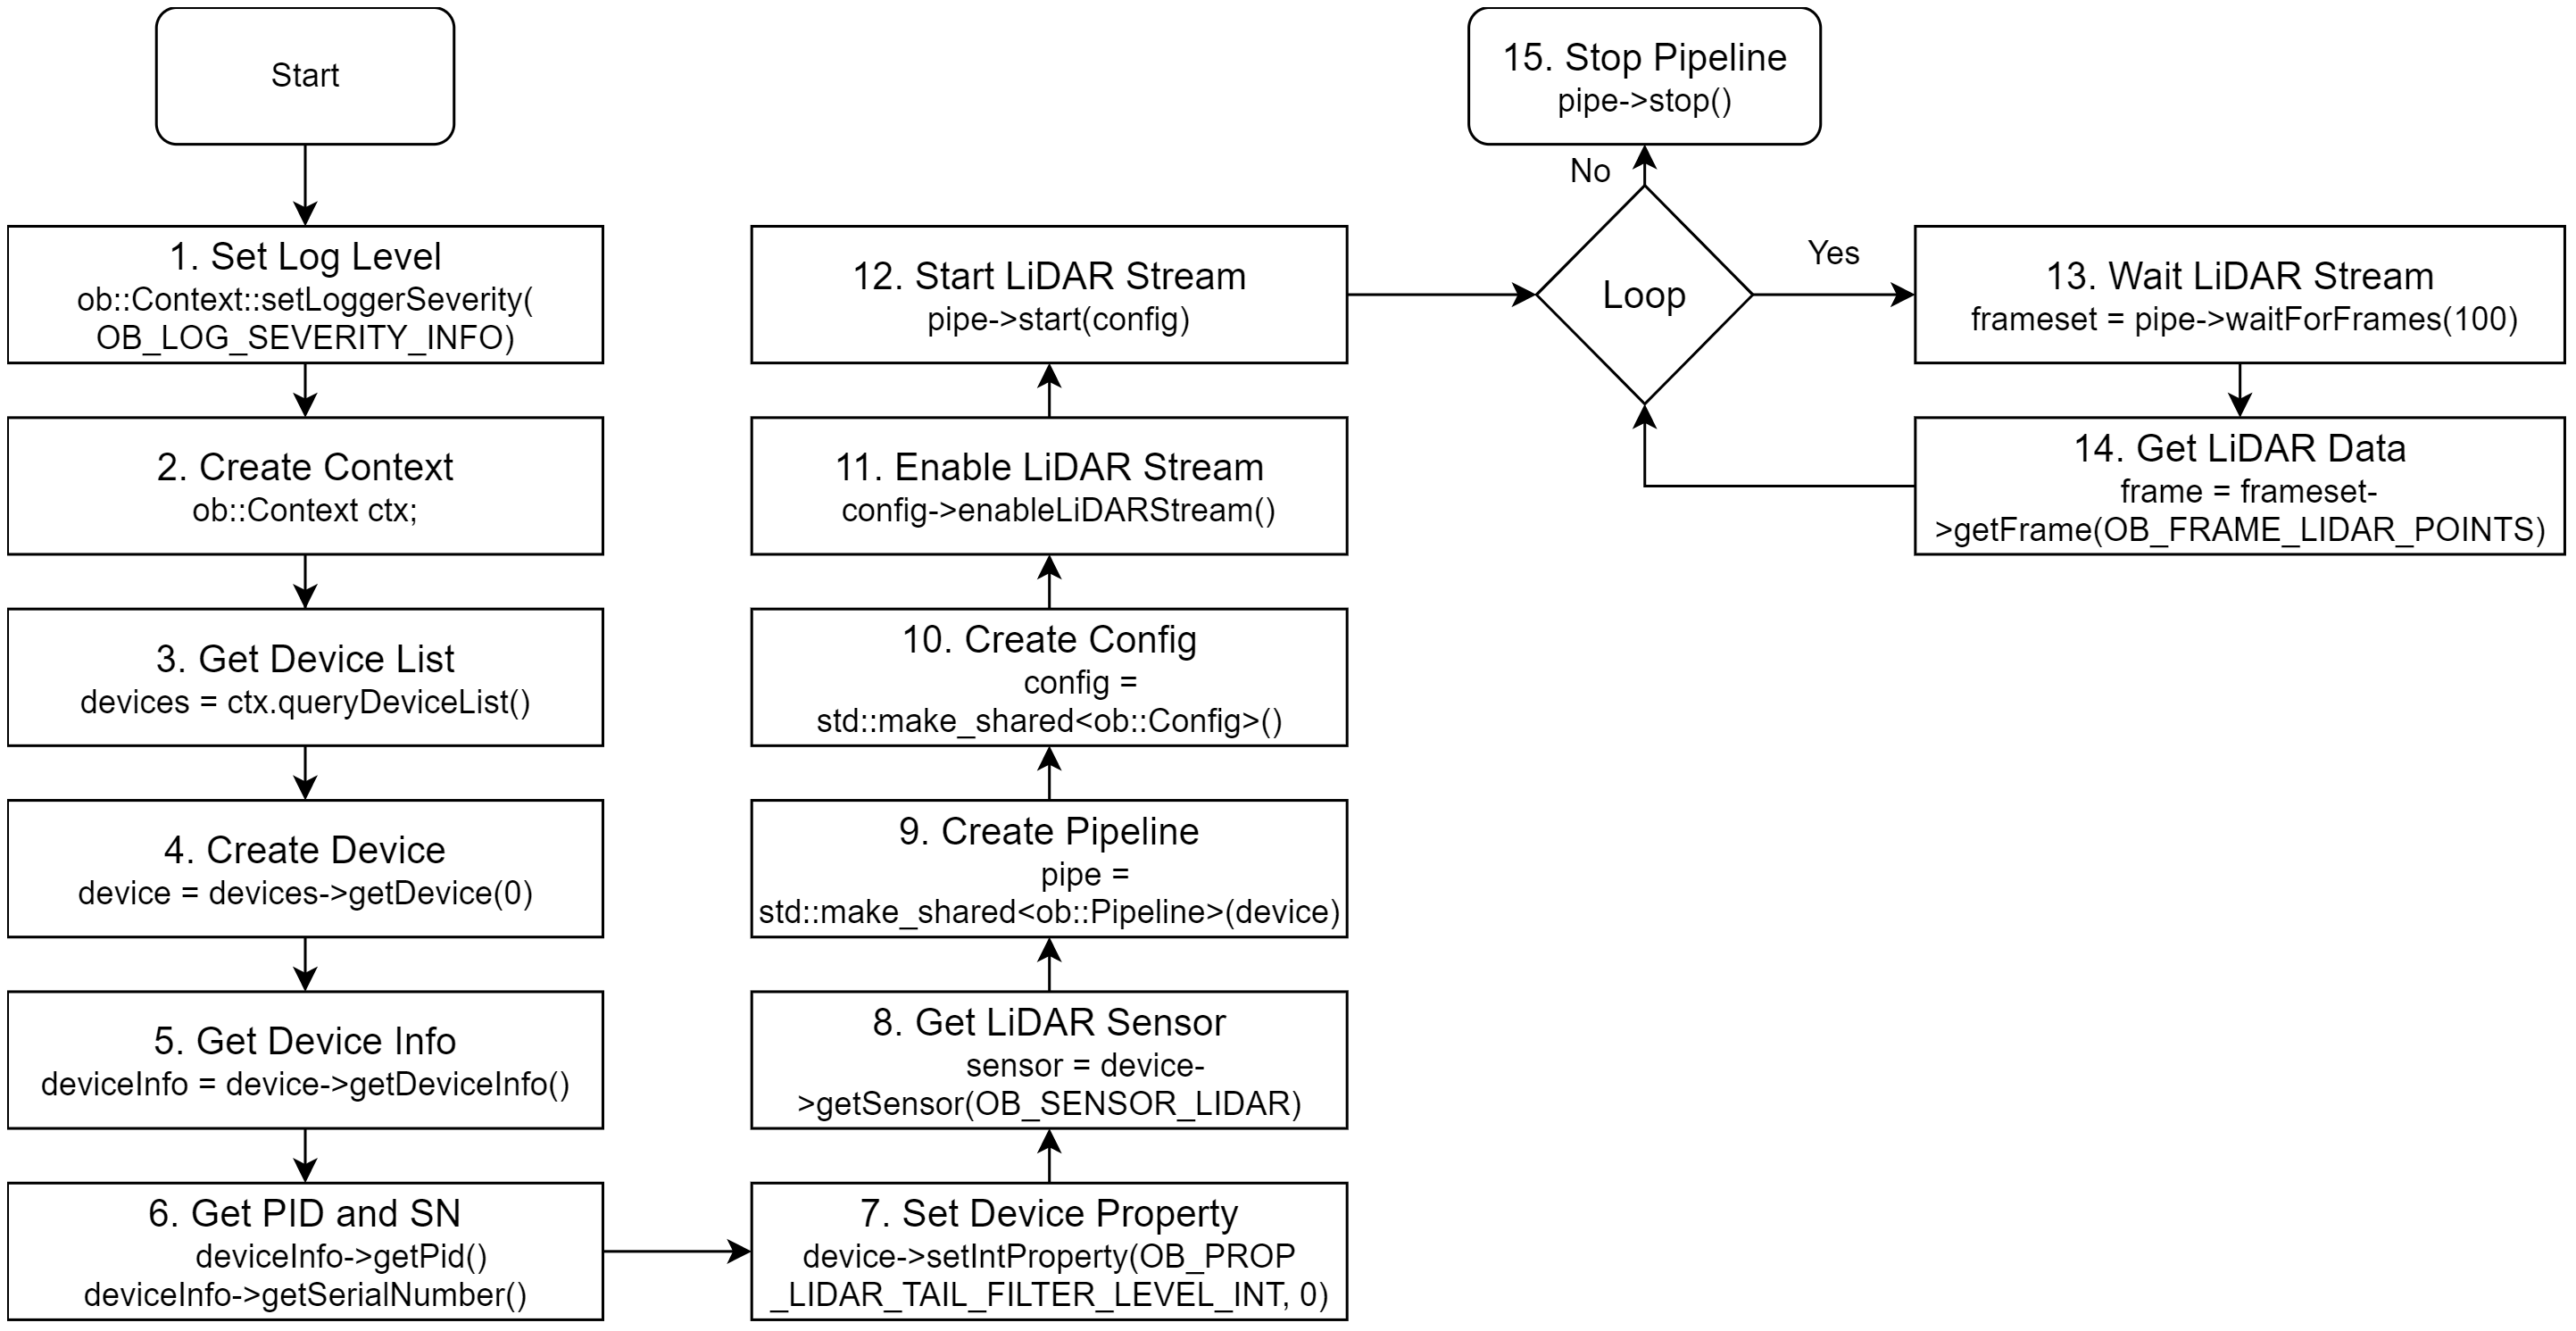 Start
1. Set Log Level
ob::Context::setLoggerSeverity(
OB_LOG_SEVERITY_INFO)
2. Create Context
ob::Context ctx;
3. Get Device List
devices = ctx.queryDeviceList()
4. Create Device
device = devices->getDevice(0)
5. Get Device Info
deviceInfo = device->getDeviceInfo()
6. Get PID and SN
deviceInfo->getPid()
deviceInfo->getSerialNumber()
7. Set Device Property
device->setIntProperty(OB_PROP
_LIDAR_TAIL_FILTER_LEVEL_INT, 0)
8. Get LiDAR Sensor
sensor = device-
>getSensor(OB_SENSOR_LIDAR)
9. Create Pipeline
pipe =
std::make_shared<ob::Pipeline>(device)
10. Create Config
config =
std::make_shared<ob::Config>()
11. Enable LiDAR Stream
config->enableLiDARStream()
12. Start LiDAR Stream
pipe->start(config)
Loop
Yes
13. Wait LiDAR Stream
frameset = pipe->waitForFrames(100)
14. Get LiDAR Data
frame = frameset-
>getFrame(OB_FRAME_LIDAR_POINTS)
No
15. Stop Pipeline
pipe->stop()